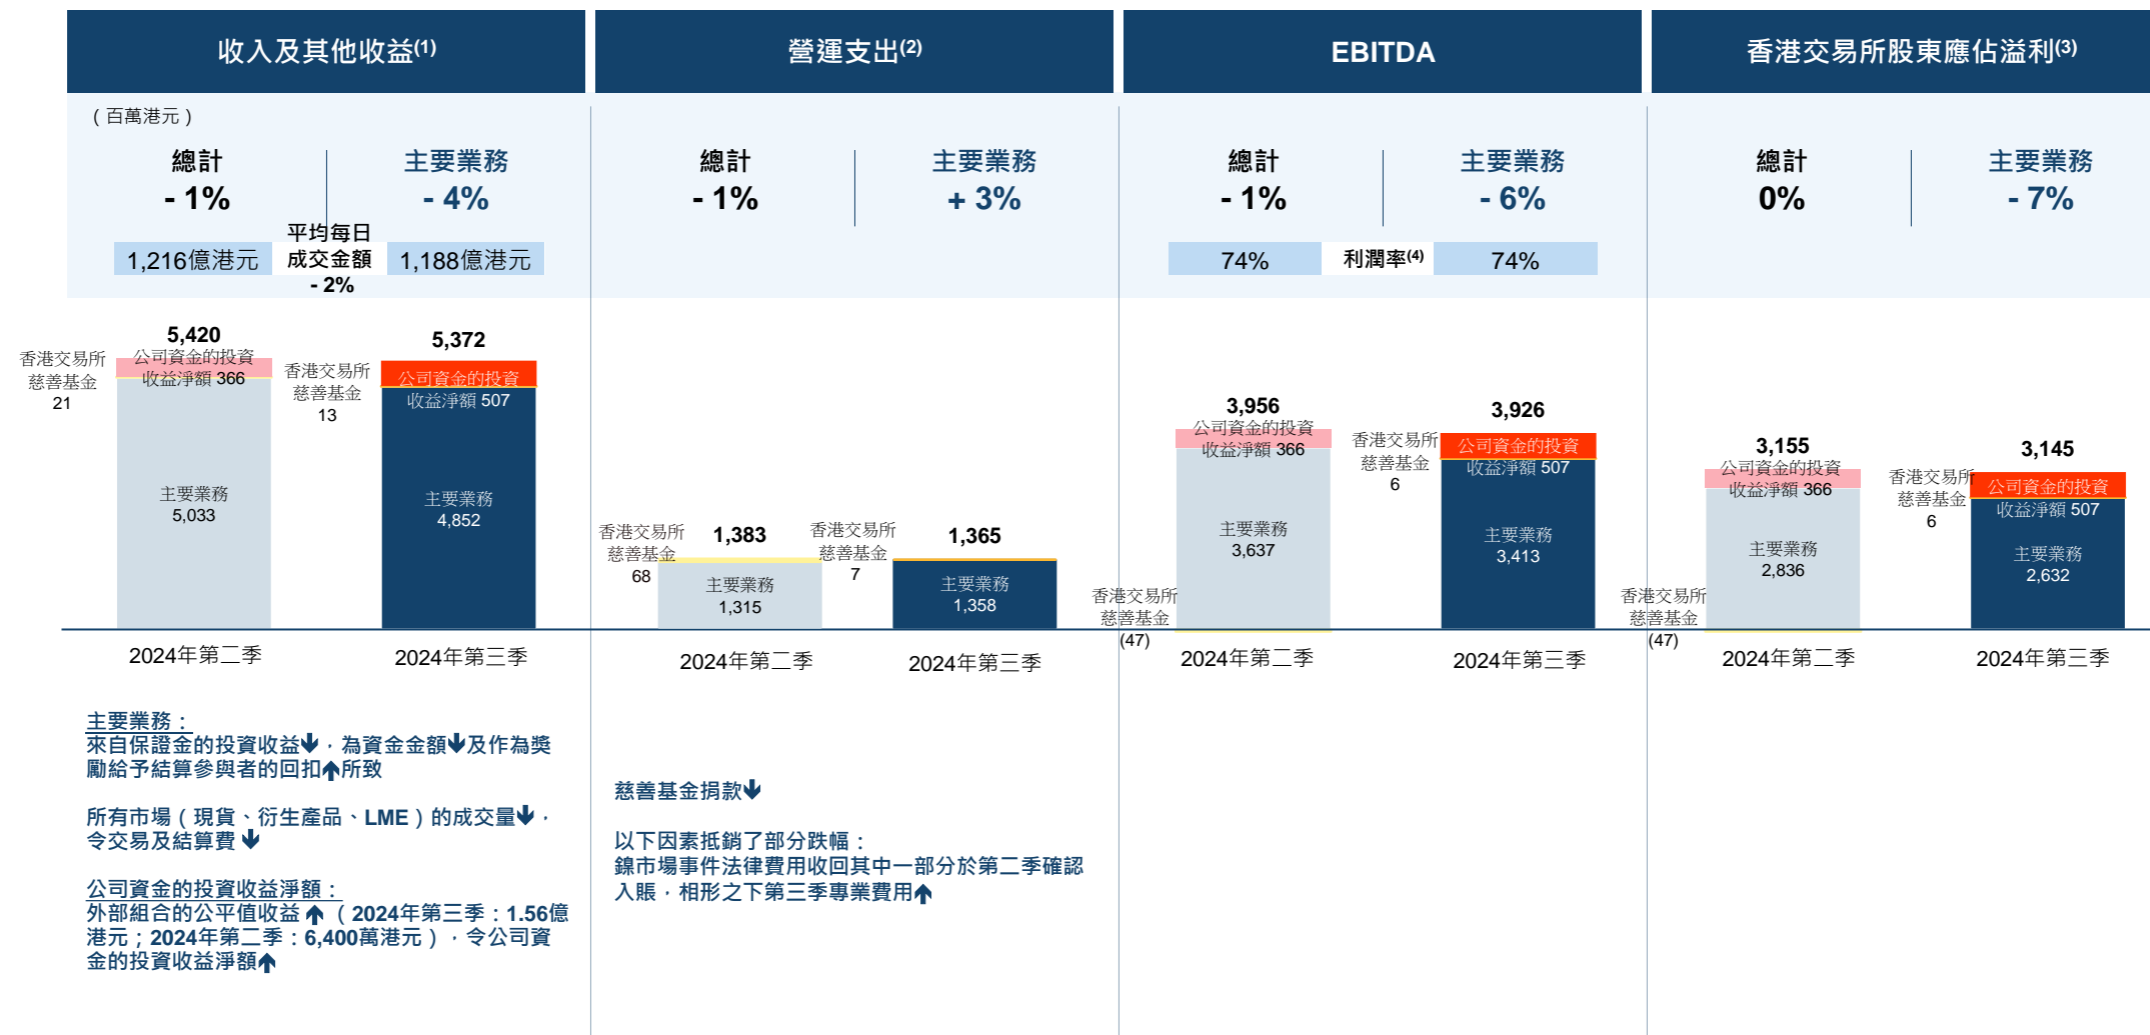 收入及其他收益(1)
(百萬港元)
總計
- 1%
主要業務
- 4%
1,216億港元
平均每日
成交金額
- 2%
1,188億港元
5,420
公司資金的投資
收益淨額 366
香港交易所
慈善基金
21
主要業務
5,033
2024年第二季
5,372
公司資金的投資
收益淨額 507
香港交易所
慈善基金
13
主要業務
4,852
2024年第三季
主要業務：
來自保證金的投資收益↓，為資金金額↓及作為獎
勵給予結算參與者的回扣↑所致
所有市場（現貨、衍生產品、LME）的成交量↓，
令交易及結算費↓
公司資金的投資收益淨額：
外部組合的公平值收益↑（2024年第三季：1.56億
港元；2024年第二季：6,400萬港元），令公司資
金的投資收益淨額↑
營運支出(2)
總計
- 1%
主要業務
+ 3%
香港交易所
慈善基金
68
1,383
主要業務
1,315
2024年第二季
香港交易所
慈善基金
7
1,365
主要業務
1,358
2024年第三季
慈善基金捐款↓
以下因素抵銷了部分跌幅：
鎳市場事件法律費用收回其中一部分於第二季確認
入賬，相形之下第三季專業費用↑
EBITDA
總計
- 1%
主要業務
- 6%
74%
利潤率(4)
74%
3,956
公司資金的投資
收益淨額 366
主要業務
3,637
香港交易所
慈善基金
(47)
2024年第二季
3,926
香港交易所
慈善基金
6
公司資金的投資
收益淨額 507
主要業務
3,413
2024年第三季
香港交易所股東應佔溢利(3)
總計
0%
主要業務
- 7%
3,155
公司資金的投資
收益淨額 366
主要業務
2,836
香港交易所
慈善基金
(47)
2024年第二季
3,145
香港交易所
慈善基金
6
公司資金的投資
收益淨額 507
主要業務
2,632
2024年第三季